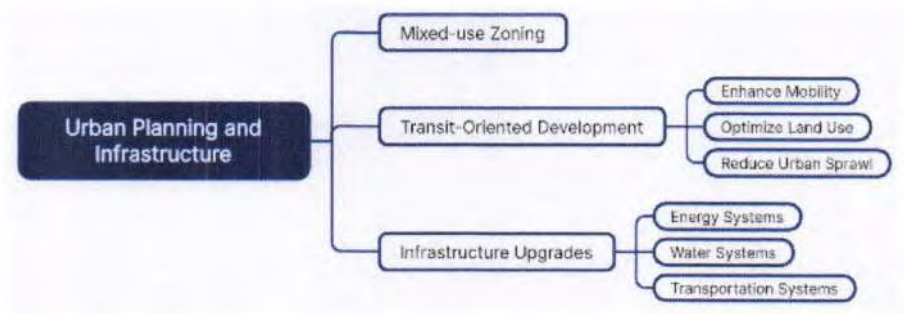 Mixed-use Zoning
Urban Planning and
Infrastructure
Transit-Oriented Development
Enhance Mobility
Optimize Land Use
Reduce Urban Sprawl
Infrastructure Upgrades
Energy Systems
Water Systems
Transportation Systems